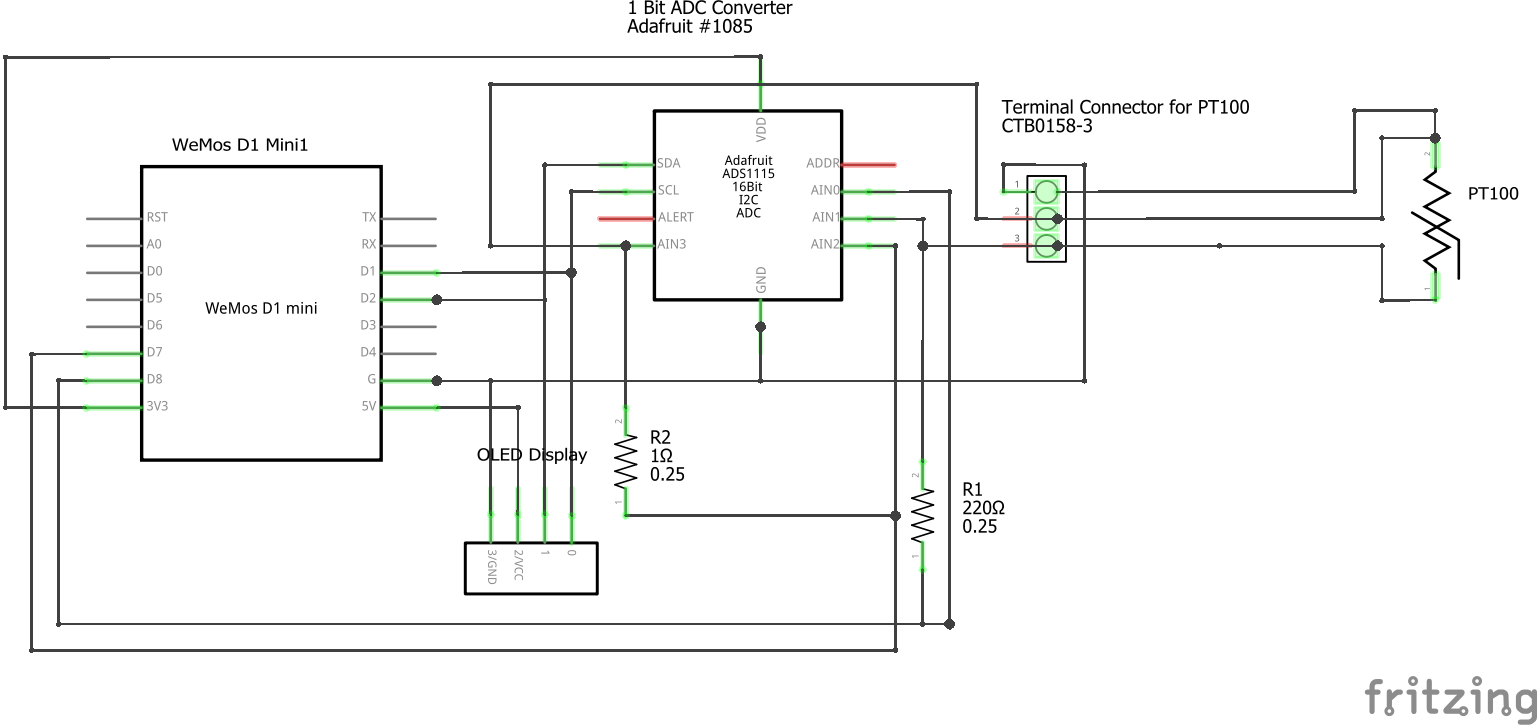 1 Bit ADC Converter
Adafruit #1085
WeMos D1 Mini1
RST
A0
D0
D5
D6
D7
D8
3V3
WeMos D1 mini
TX
RX
D1
D2
D3
D4
G
5V
SDA
SCL
ALERT
AIN3
VDD
Adafruit
ADS1115
16Bit
I2C
ADC
GND
ADDR
AIN0
AIN1
AIN2
Terminal Connector for PT100
CTB0158-3
1
2
3
2
PT100
1
OLED Display
3/GND
2/VCC
1
0
2
R2
1Ω
0.25
1
2
R1
220Ω
0.25
1
fritzing